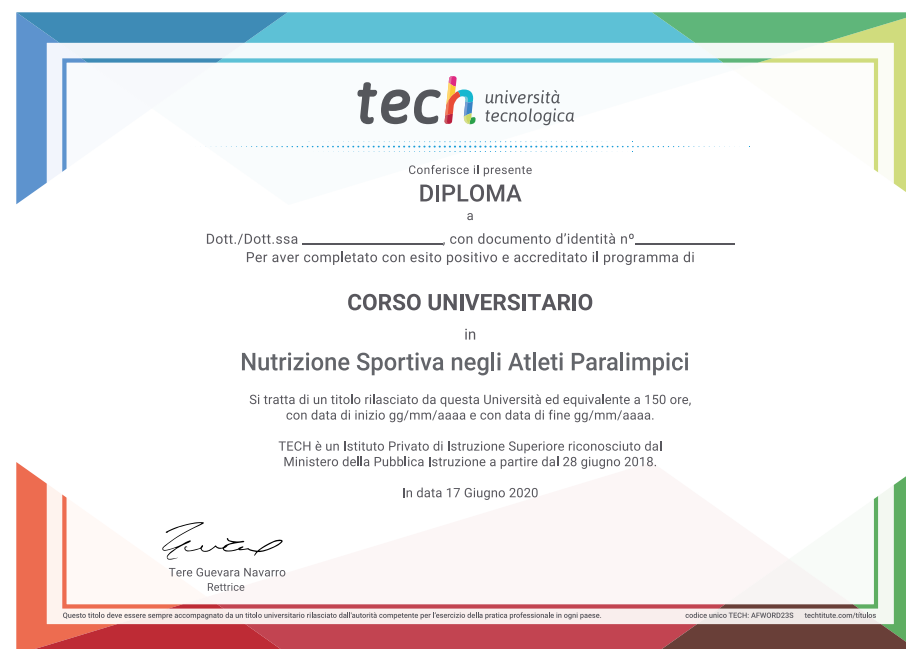 tech università
tecnologica
Conferisce il presente
DIPLOMA
a
Dott./Dott.ssa ____________________, con documento d'identità nº______________
Per aver completato con esito positivo e accreditato il programma di
CORSO UNIVERSITARIO
in
Nutrizione Sportiva negli Atleti Paralimpici
Si tratta di un titolo rilasciato da questa Università ed equivalente a 150 ore,
con data di inizio gg/mm/aaaa e con data di fine gg/mm/aaaa.
TECH è un Istituto Privato di Istruzione Superiore riconosciuto dal
Ministero della Pubblica Istruzione a partire dal 28 giugno 2018.
In data 17 Giugno 2020
Tere Guevara Navarro
Rettrice
Questo titolo deve essere sempre accompagnato da un titolo universitario rilasciato dall'autorità competente per l'esercizio della pratica professionale in ogni paese. codice unico TECH: AFWORD23S techtitute.com/titulos